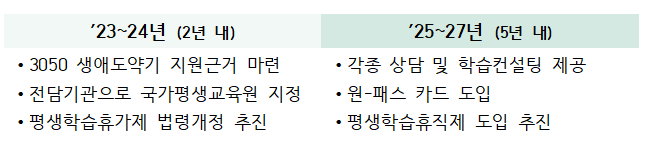 ’23~24년 (2년 내)
• 3050 생애도약기 지원근거 마련
• 전담기관으로 국가평생교육원 지정
• 평생학습휴가제 법령개정 추진
’25~27년 (5년 내)
• 각종 상담 및 학습컨설팅 제공
• 원-패스 카드 도입
• 평생학습휴직제 도입 추진